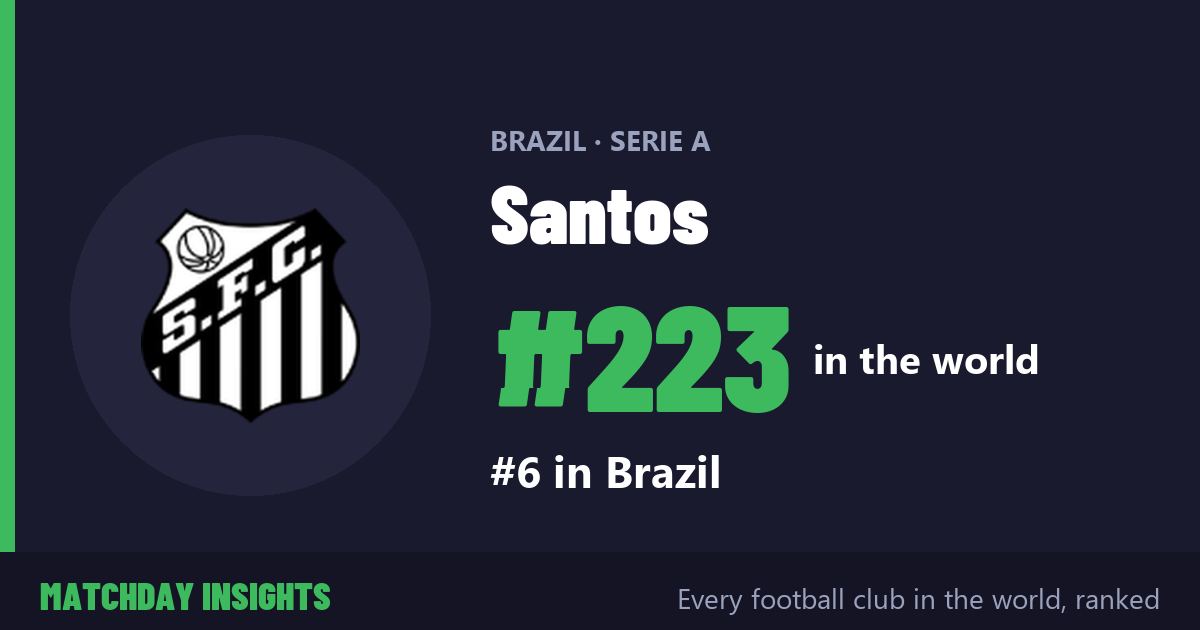 BRAZIL · SERIE A
Santos
#223 in the world
#6 in Brazil
S.F.C.
MATCHDAY INSIGHTS
Every football club in the world, ranked